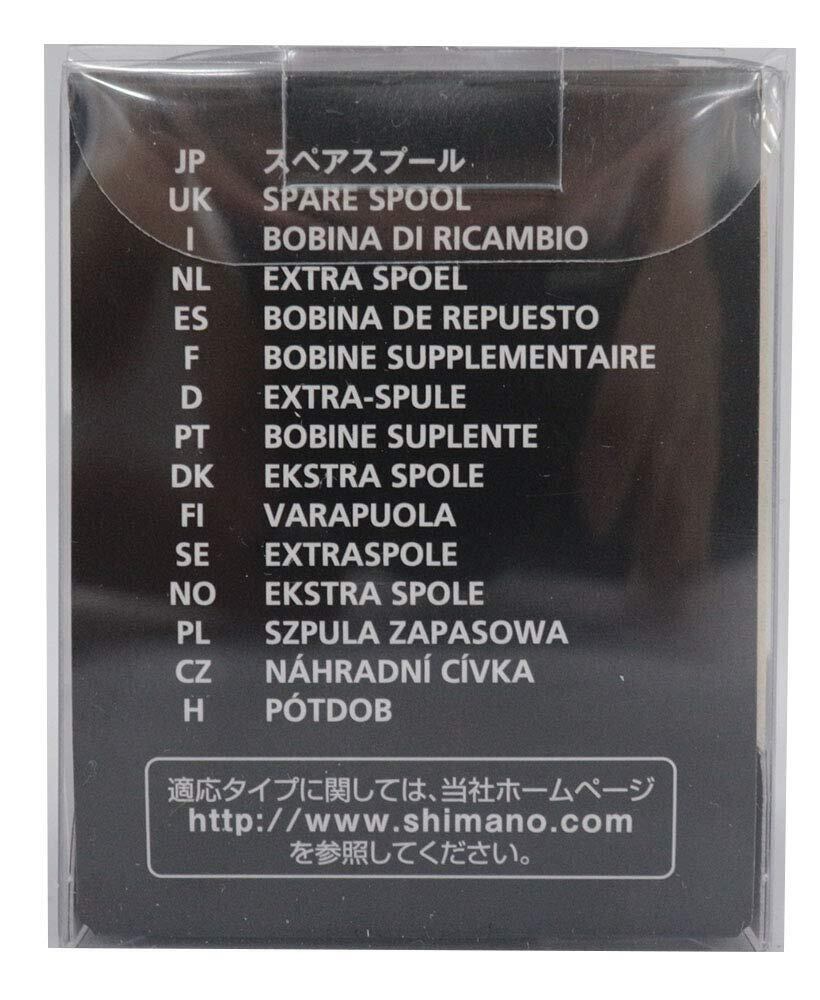 JP スペアスプール
UK SPARE SPOOL
I BOBINA DI RICAMBIO
NL EXTRA SPOEL
ES BOBINA DE REPUESTO
F BOBINE SUPPLEMENTAIRE
D EXTRA-SPULE
PT BOBINE SUPLENTE
DK EKSTRA SPOLE
FI VARAPUOLA
SE EXTRASPOLE
NO EKSTRA SPOLE
PL SZPULA ZAPASOWA
CZ NÁHRADNÍ CÍVKA
H PÓTDOB
適応タイプに関しては、当社ホームページ
http://www.shimano.com
を参照してください。